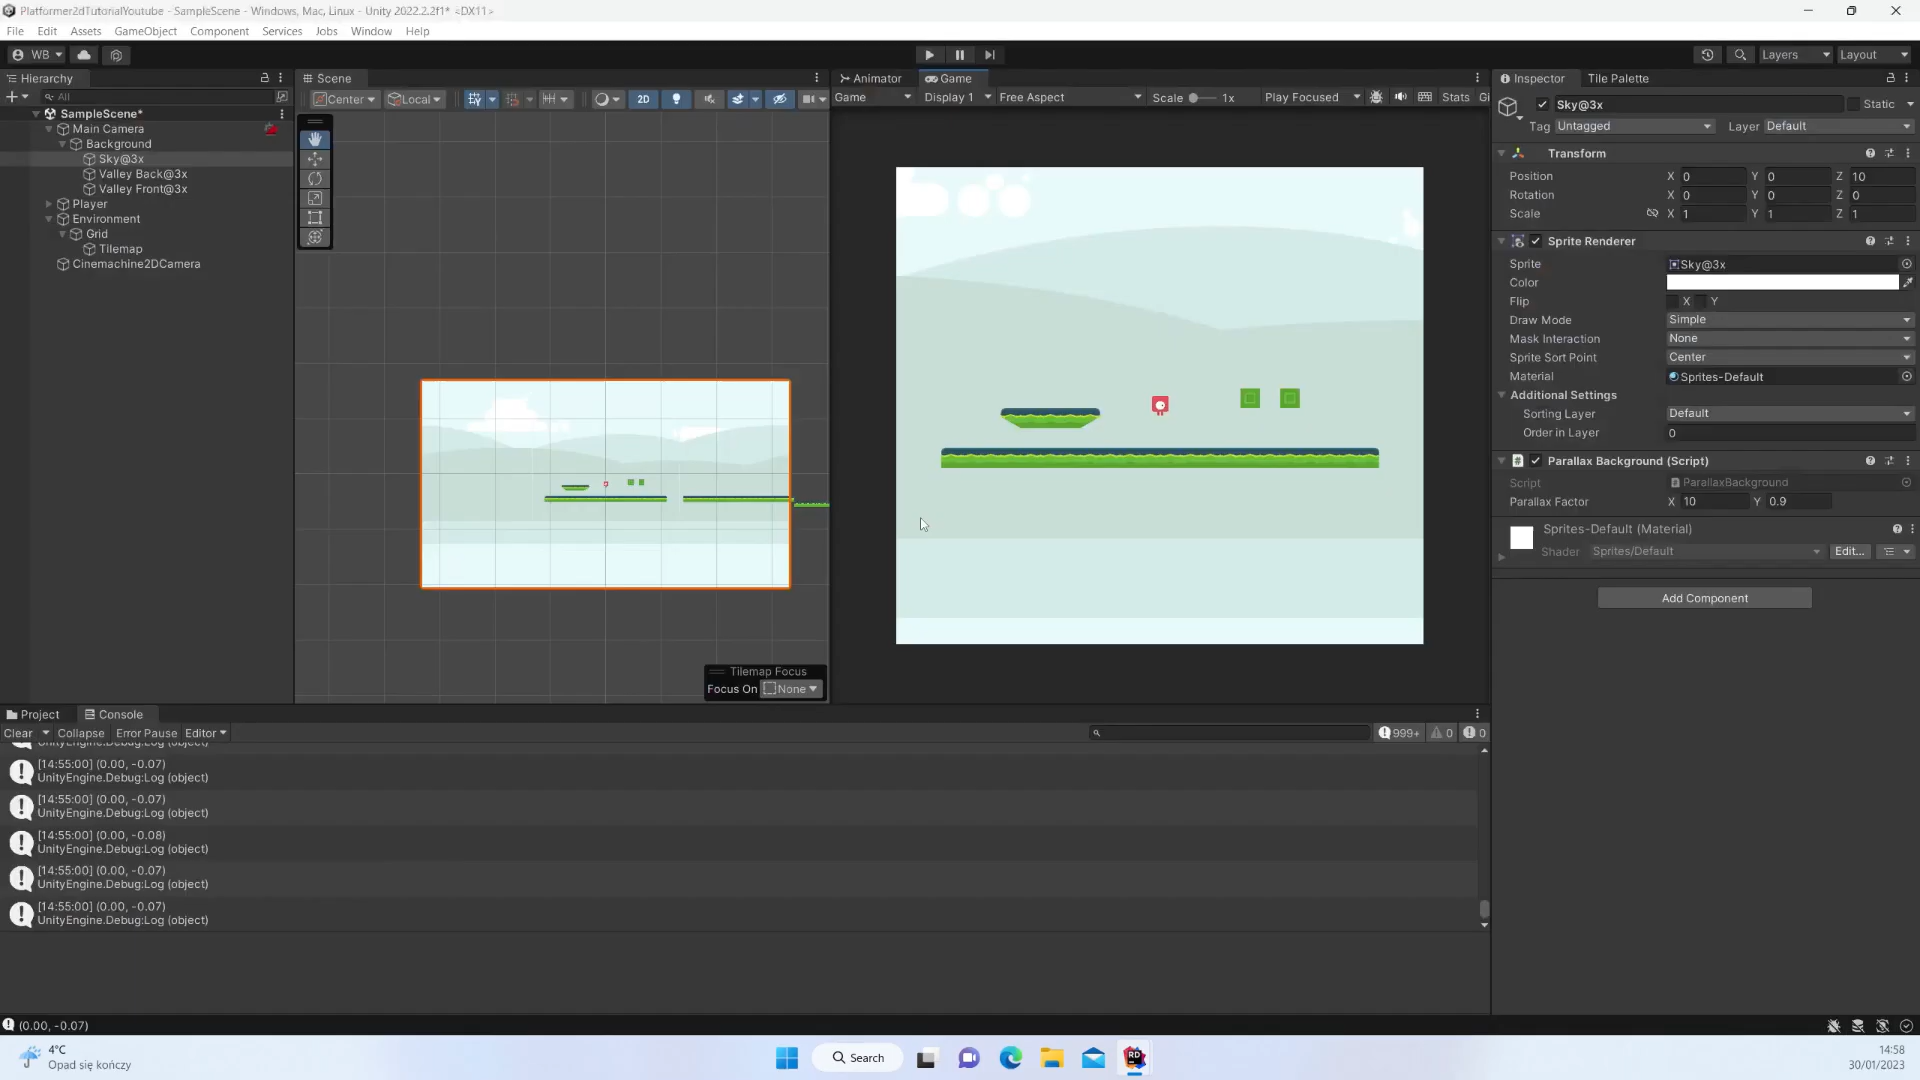 Platformer2dTutorialYoutube - SampleScene - Windows, Mac, Linux - Unity 2022.2.2f1* <DX11>
File Edit Assets GameObject Component Services Jobs Window Help
WB Layers Layout
Hierarchy
All
SampleScene*
Main Camera
Background
Sky@3x
Valley Back@3x
Valley Front@3x
Player
Environment
Grid
Tilemap
Cinemachine2DCamera
Scene
Center Local 2D
Tilemap Focus
Focus On None
Animator Game
Game Display 1 Free Aspect Scale 1x Play Focused Stats Gi
Inspector Tile Palette
Sky@3x Static
Tag Untagged Layer Default
Transform
Position X 0 Y 0 Z 10
Rotation X 0 Y 0 Z 0
Scale X 1 Y 1 Z 1
Sprite Renderer
Sprite Sky@3x
Color
Flip X Y
Draw Mode Simple
Mask Interaction None
Sprite Sort Point Center
Material Sprites-Default
Additional Settings
Sorting Layer Default
Order in Layer 0
Parallax Background (Script)
Script ParallaxBackground
Parallax Factor X 10 Y 0.9
Sprites-Default (Material)
Shader Sprites/Default Edit...
Add Component
Project Console
Clear Collapse Error Pause Editor 999+ 0 0
UnityEngine.Debug:Log (object)
[14:55:00] (0.00, -0.07)
UnityEngine.Debug:Log (object)
[14:55:00] (0.00, -0.07)
UnityEngine.Debug:Log (object)
[14:55:00] (0.00, -0.08)
UnityEngine.Debug:Log (object)
[14:55:00] (0.00, -0.07)
UnityEngine.Debug:Log (object)
[14:55:00] (0.00, -0.07)
UnityEngine.Debug:Log (object)
(0.00, -0.07)
4°C
Opad się kończy
Search
RD
14:58
30/01/2023